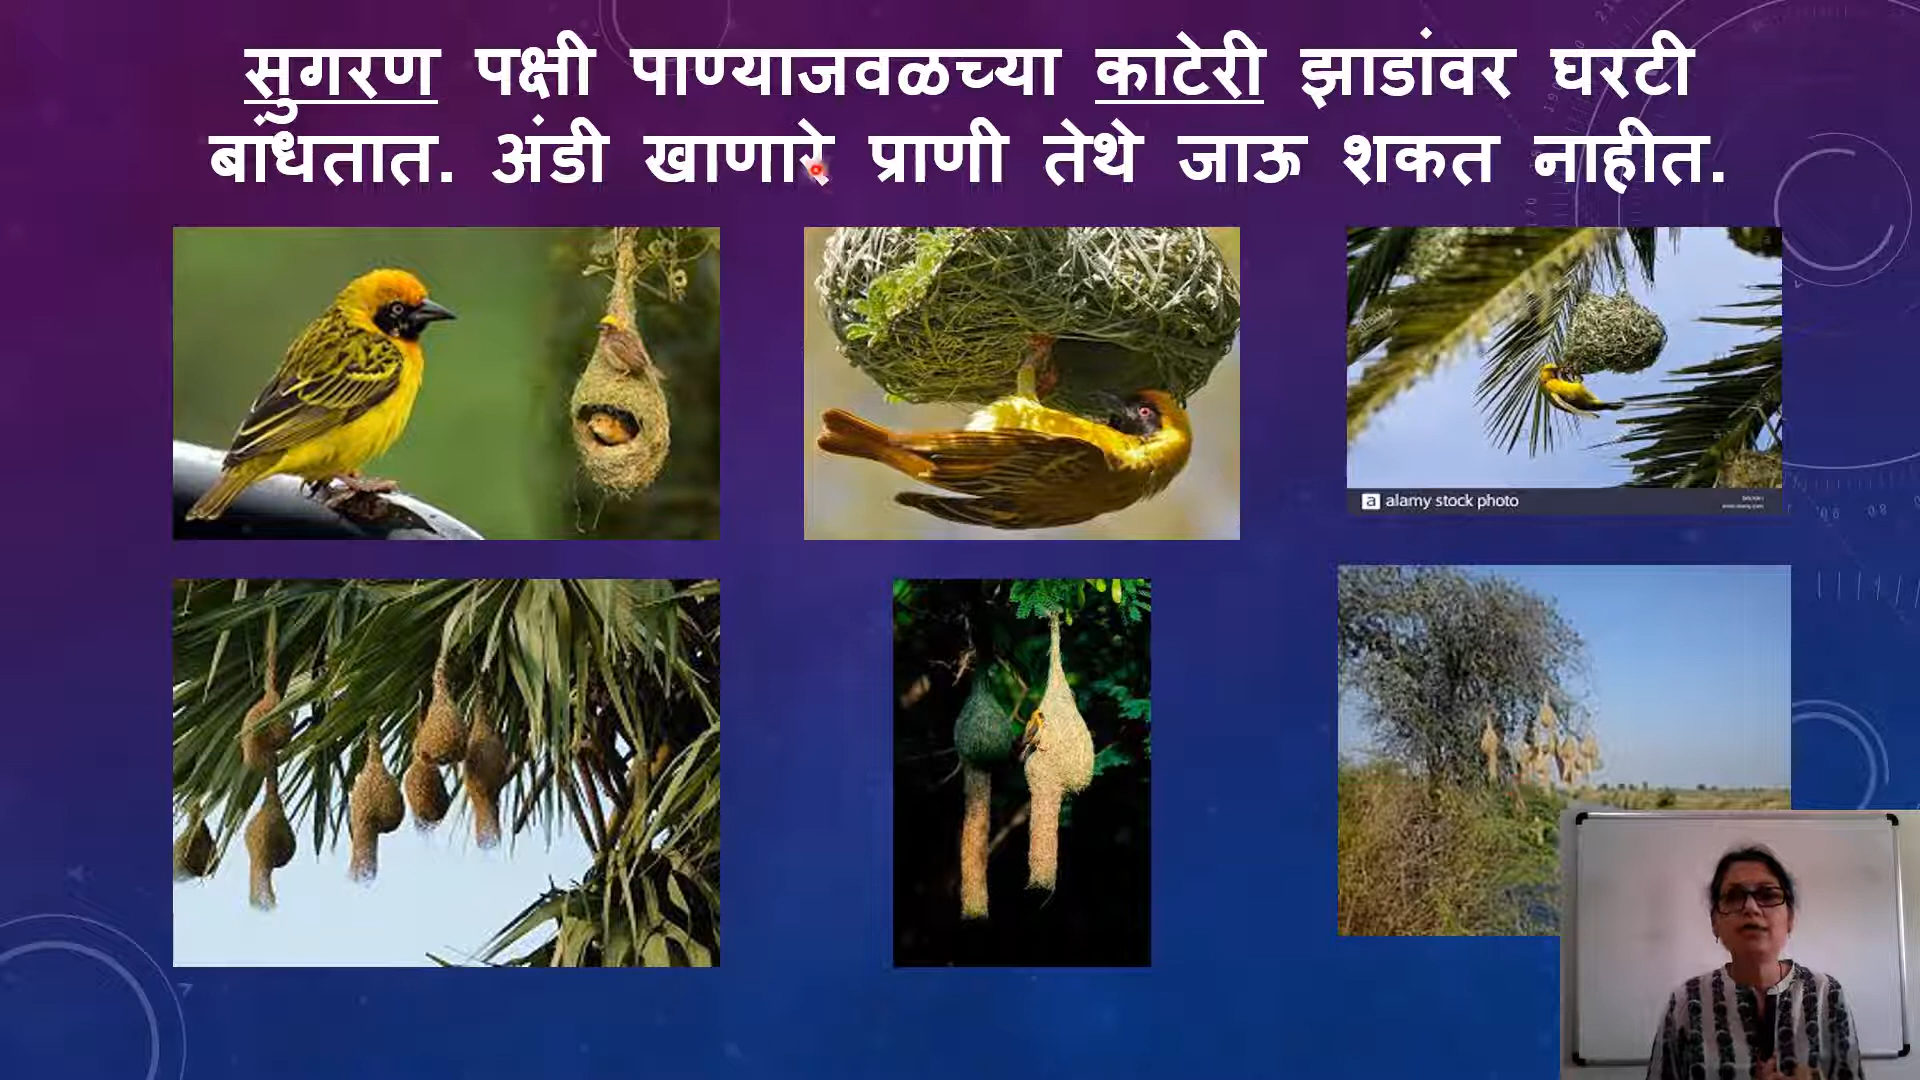 सुगरण पक्षी पाण्याजवळच्या काटेरी झाडांवर घरटी
बांधतात. अंडी खाणारे प्राणी तेथे जाऊ शकत नाहीत.
a alamy stock photo